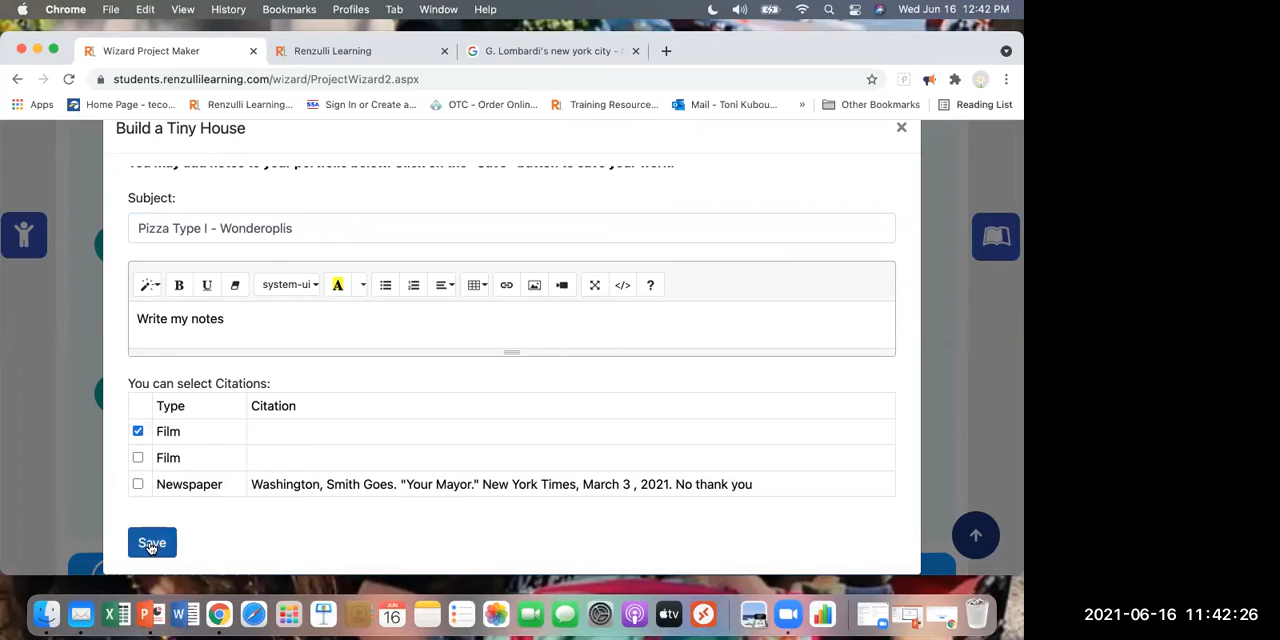 Chrome File Edit View History Bookmarks Profiles Tab Window Help Wed Jun 16 12:42 PM
Wizard Project Maker Renzulli Learning G. Lombardi's new york city -
students.renzullilearning.com/wizard/ProjectWizard2.aspx
Apps Home Page - teco... Renzulli Learning... Sign In or Create a... OTC - Order Onlin... Training Resource... Mail - Toni Kubou... » Other Bookmarks Reading List
Build a Tiny House
Subject:
Pizza Type I - Wonderoplis
B U system-ui A </> ?
Write my notes
You can select Citations:
Type Citation
Film
Film
Newspaper Washington, Smith Goes. "Your Mayor." New York Times, March 3 , 2021. No thank you
Save
2021-06-16 11:42:26